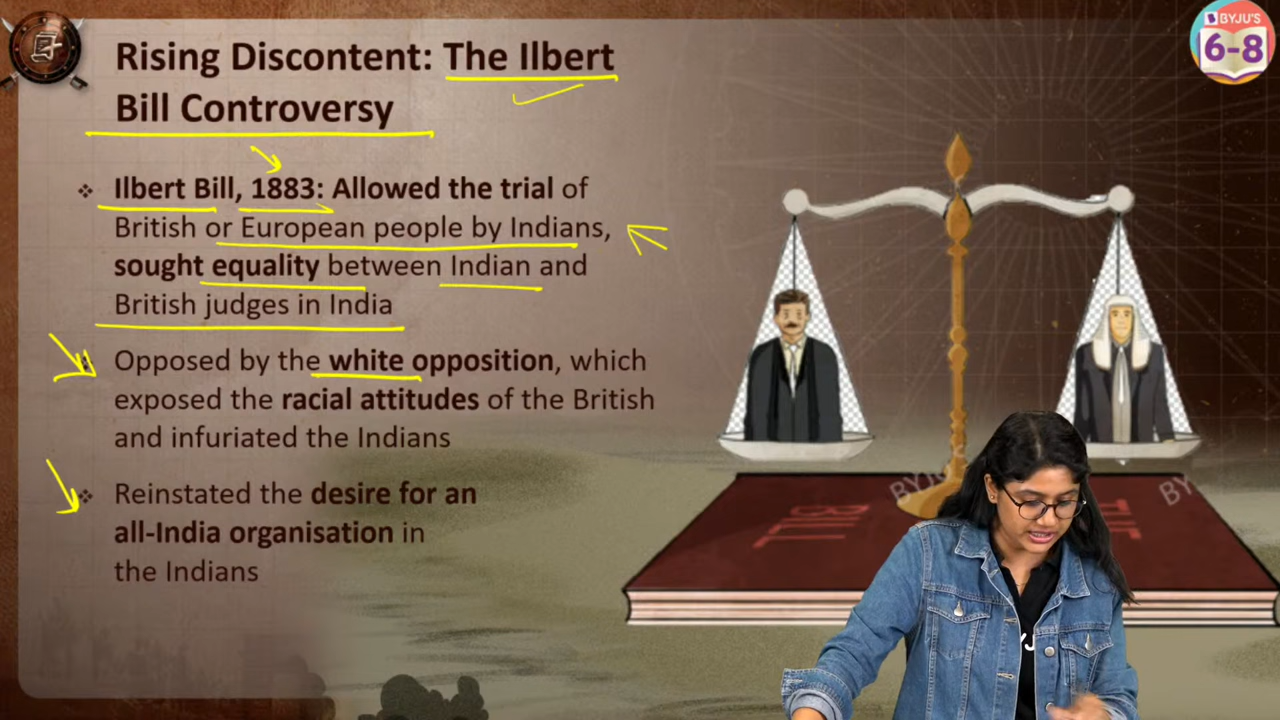 BYJU'S
6-8
Rising Discontent: The Ilbert
Bill Controversy
❖ Ilbert Bill, 1883: Allowed the trial of
British or European people by Indians,
sought equality between Indian and
British judges in India
❖ Opposed by the white opposition, which
exposed the racial attitudes of the British
and infuriated the Indians
❖ Reinstated the desire for an
all-India organisation in
the Indians
BILL